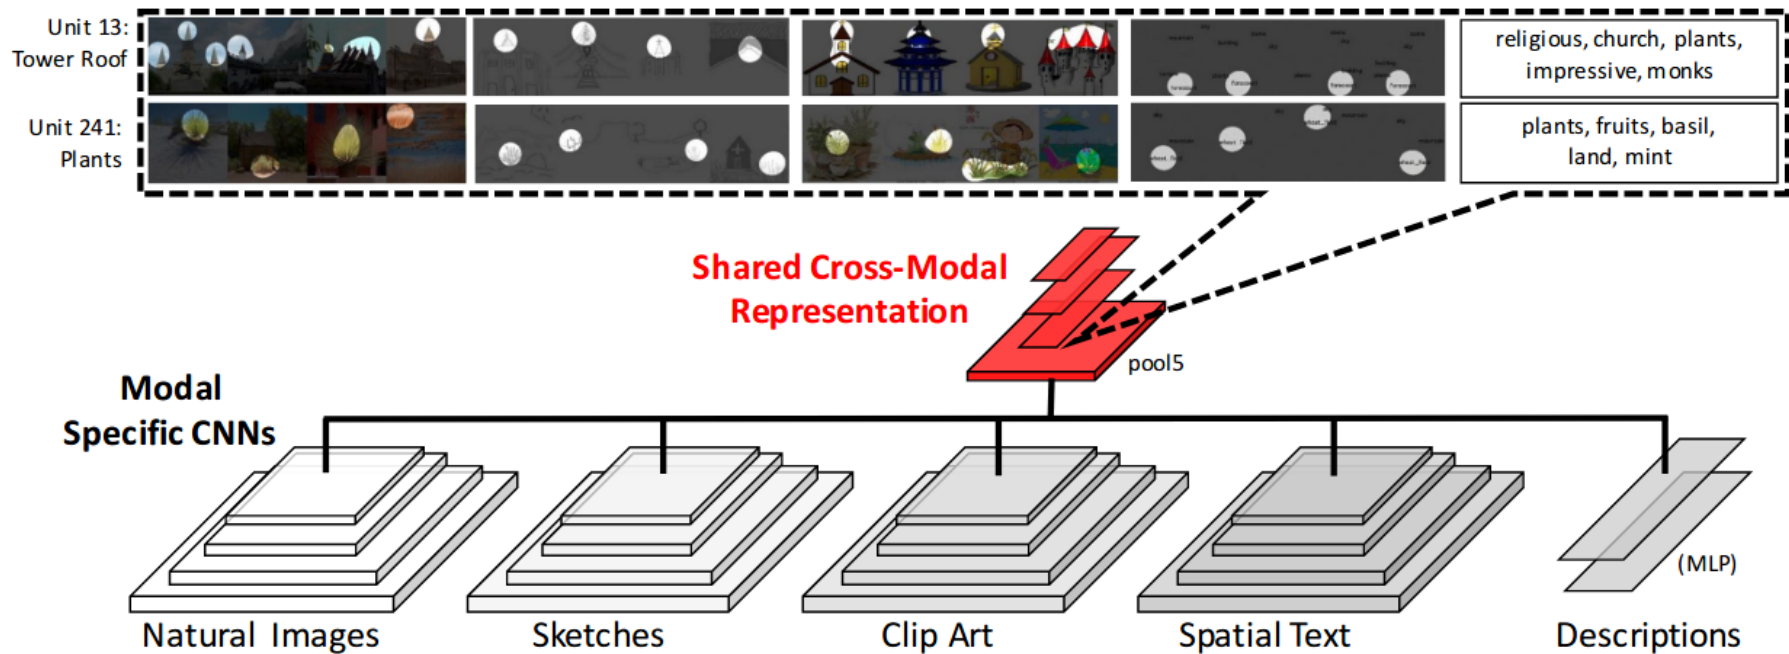 Unit 13:
Tower Roof
religious, church, plants,
impressive, monks
Unit 241:
Plants
plants, fruits, basil,
land, mint
Shared Cross-Modal
Representation
pool5
Modal
Specific CNNs
(MLP)
Natural Images
Sketches
Clip Art
Spatial Text
Descriptions